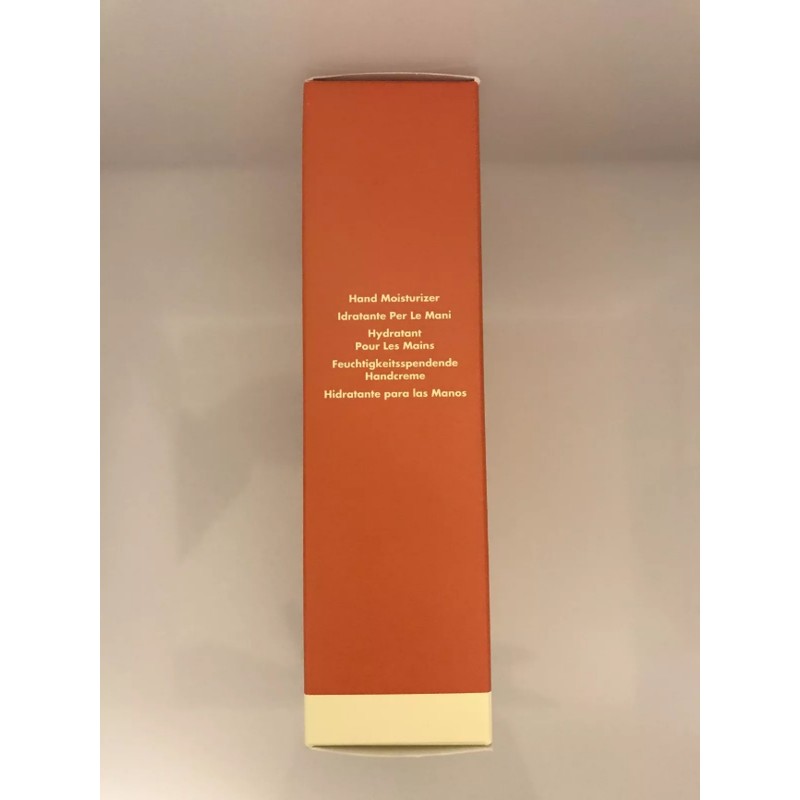 Hand Moisturizer
Idratante Per Le Mani
Hydratant
Pour Les Mains
Feuchtigkeitsspendende
Handcreme
Hidratante para las Manos